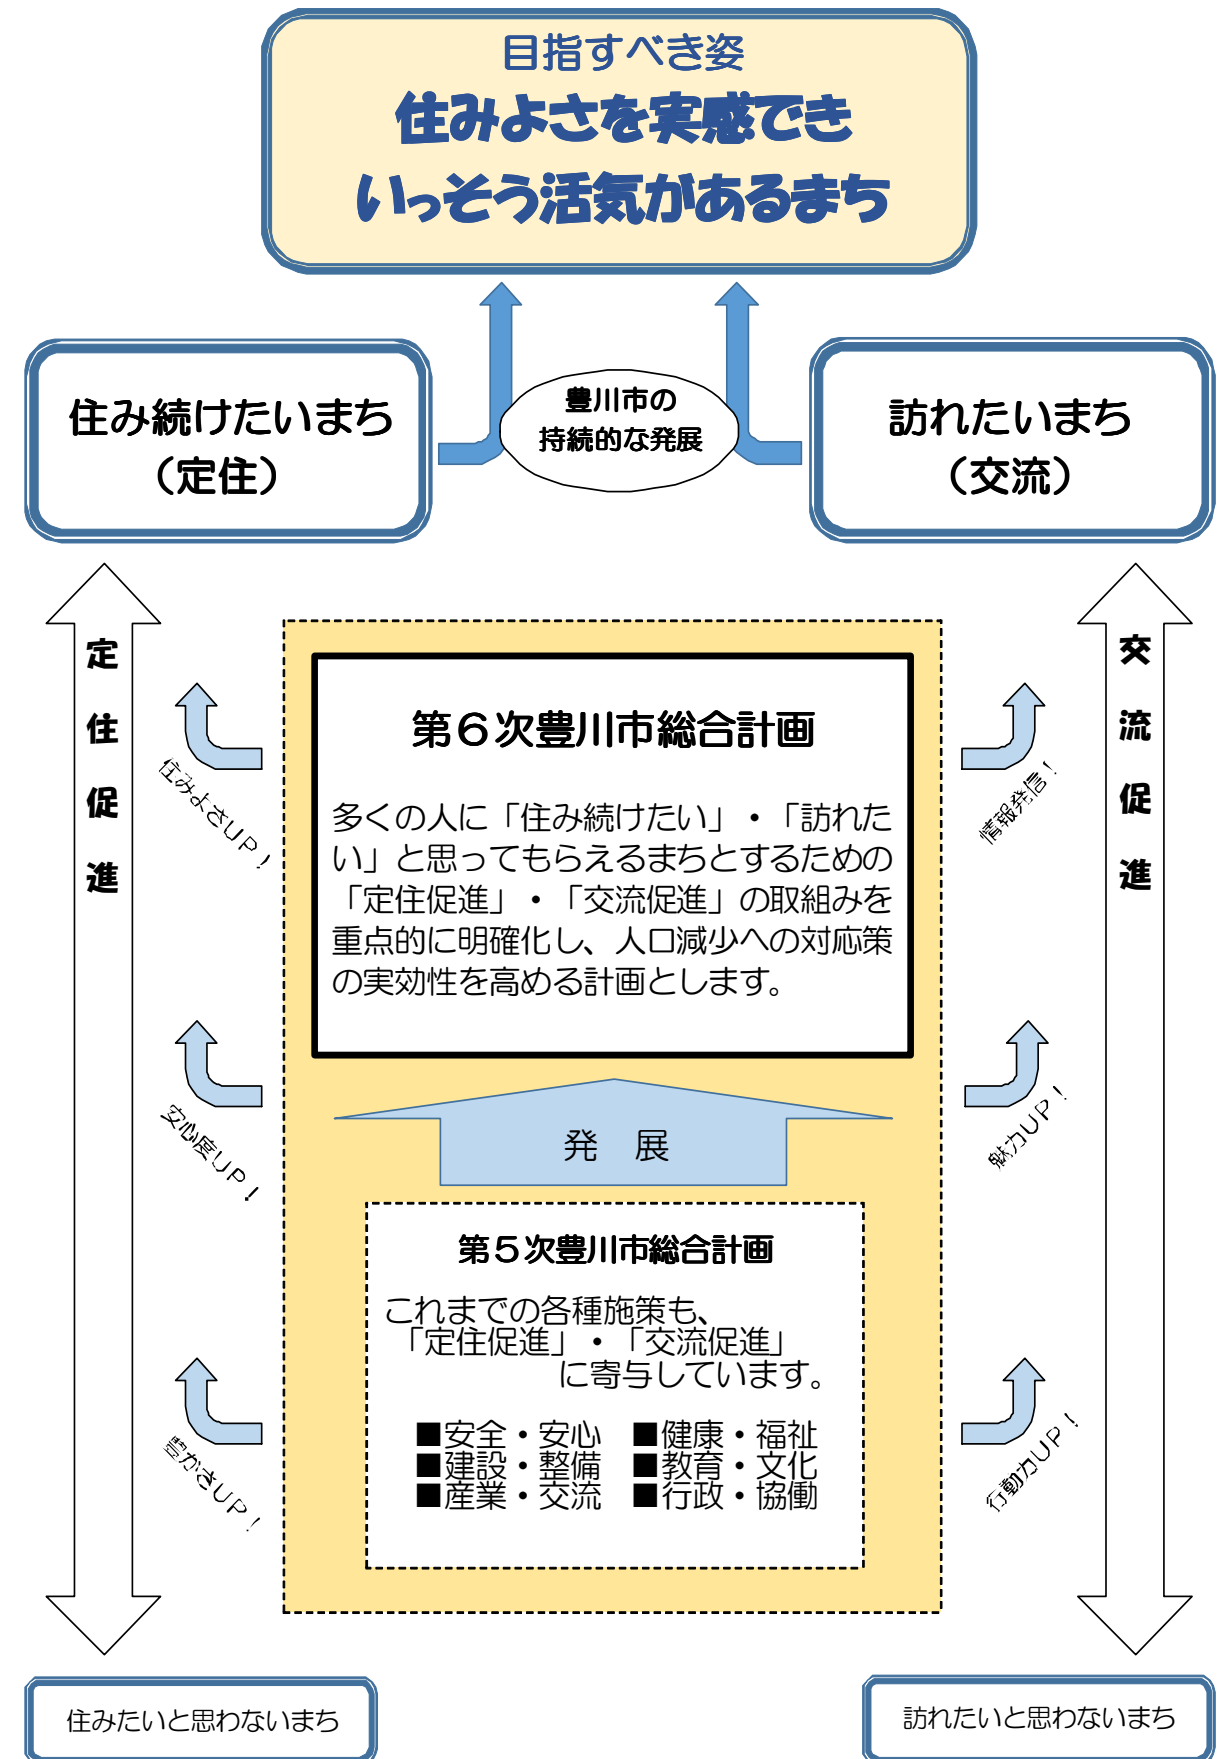 目指すべき姿
住みよさを実感でき
いっそう活気があるまち
住み続けたいまち
（定住）
豊川市の
持続的な発展
訪れたいまち
（交流）
定住促進
住みよさUP！
安心度UP！
豊かさUP！
第６次豊川市総合計画
多くの人に「住み続けたい」・「訪れた
い」と思ってもらえるまちとするための
「定住促進」・「交流促進」の取組みを
重点的に明確化し、人口減少への対応策
の実効性を高める計画とします。
発　展
第５次豊川市総合計画
これまでの各種施策も、
「定住促進」・「交流促進」
に寄与しています。
■安全・安心　■健康・福祉
■建設・整備　■教育・文化
■産業・交流　■行政・協働
交流促進
情報発信！
魅力UP！
行動力UP！
住みたいと思わないまち
訪れたいと思わないまち